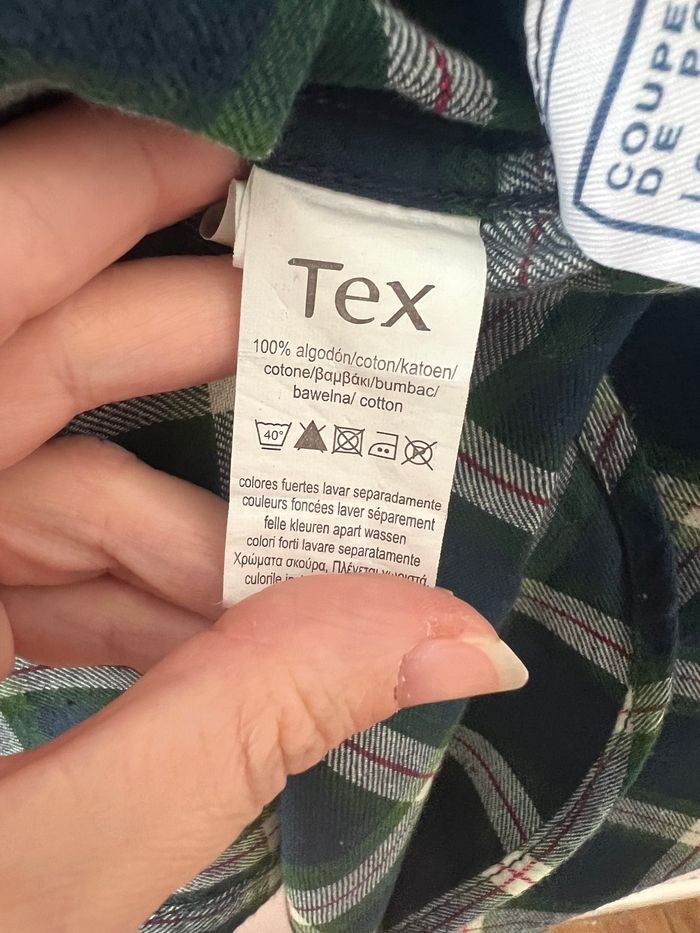 Tex
100% algodón/coton/katoen/
cotone/βαμβάκι/bumbac/
bawelna/ cotton
40°
colores fuertes lavar separadamente
couleurs foncées laver séparement
felle kleuren apart wassen
colori forti lavare separatamente
Χρώματα σκούρα, Πλένεται χωριστά
culorile
COUPE
DE